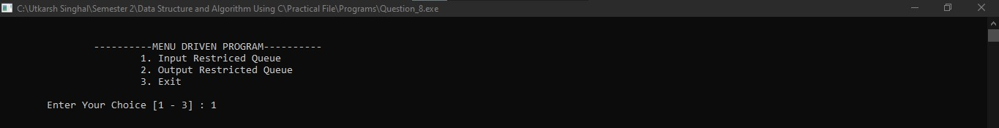 C:\Utkarsh Singhal\Semester 2\Data Structure and Algorithm Using C\Practical File\Programs\Question_8.exe
----------MENU DRIVEN PROGRAM----------
1. Input Restriced Queue
2. Output Restricted Queue
3. Exit
Enter Your Choice [1 - 3] : 1